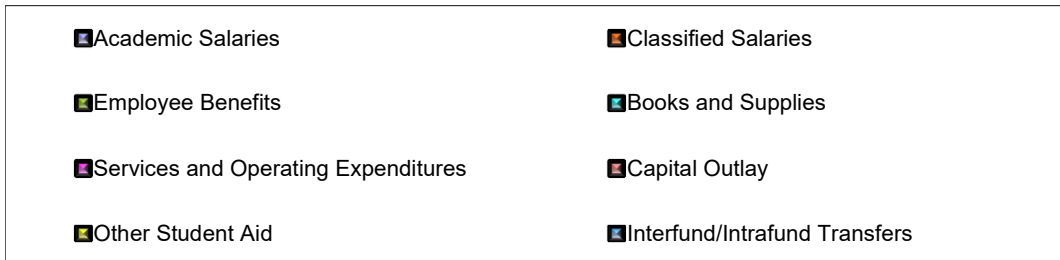 Academic Salaries
Classified Salaries
Employee Benefits
Books and Supplies
Services and Operating Expenditures
Capital Outlay
Other Student Aid
Interfund/Intrafund Transfers